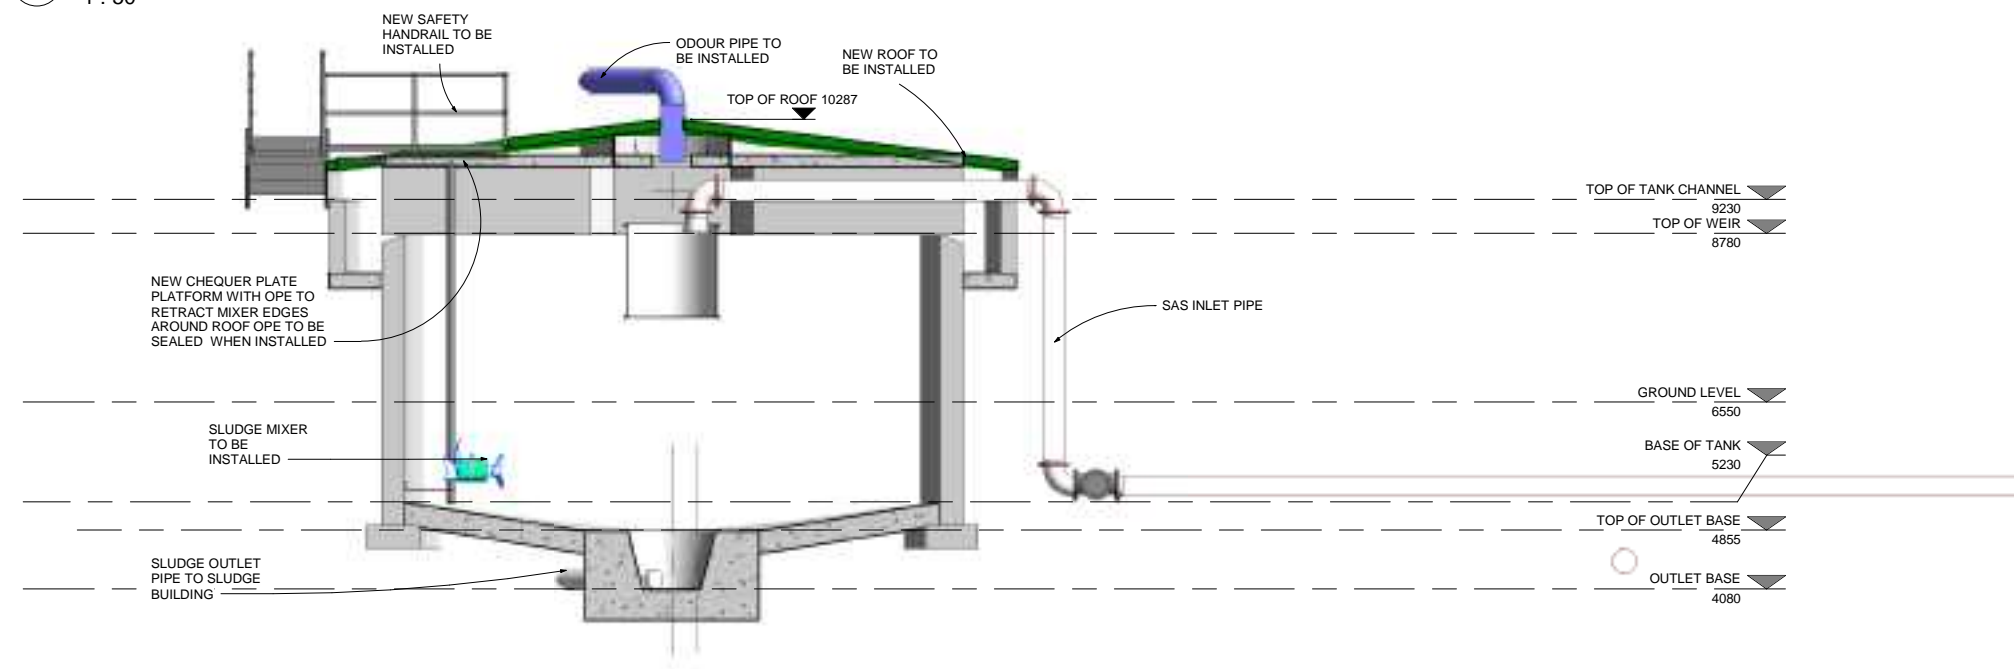 NEW SAFETY
HANDRAIL TO BE
INSTALLED
ODOUR PIPE TO
BE INSTALLED
NEW ROOF TO
BE INSTALLED
TOP OF ROOF 10287
TOP OF TANK CHANNEL
9230
TOP OF WEIR
8780
NEW CHEQUER PLATE
PLATFORM WITH OPE TO
RETRACT MIXER EDGES
AROUND ROOF OPE TO BE
SEALED WHEN INSTALLED
SAS INLET PIPE
GROUND LEVEL
6550
SLUDGE MIXER
TO BE
INSTALLED
BASE OF TANK
5230
TOP OF OUTLET BASE
4855
SLUDGE OUTLET
PIPE TO SLUDGE
BUILDING
OUTLET BASE
4080